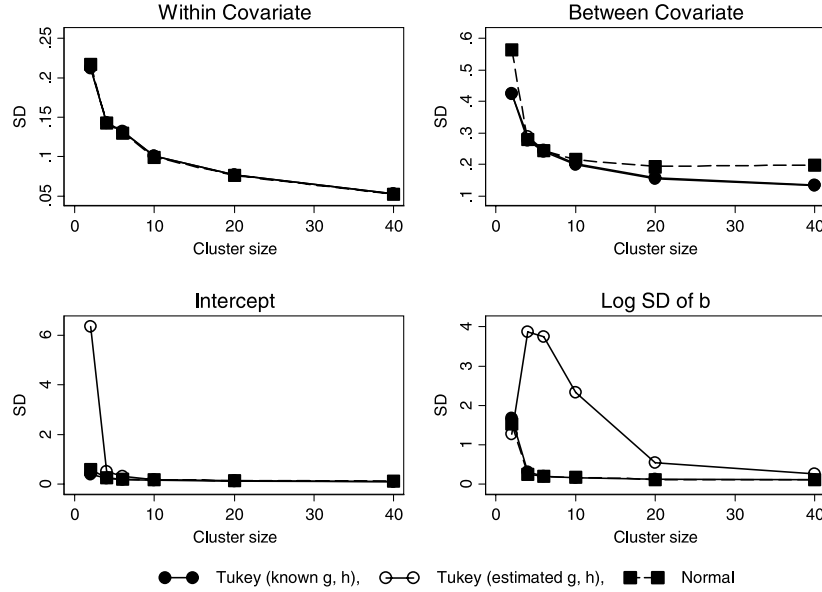 Within Covariate
Between Covariate
SD
.05 .1 .15 .2 .25
0 10 20 30 40
Cluster size
SD
.1 .2 .3 .4 .5 .6
0 10 20 30 40
Cluster size
Intercept
Log SD of b
SD
0 2 4 6
0 10 20 30 40
Cluster size
SD
0 1 2 3 4
0 10 20 30 40
Cluster size
Tukey (known g, h), Tukey (estimated g, h), Normal